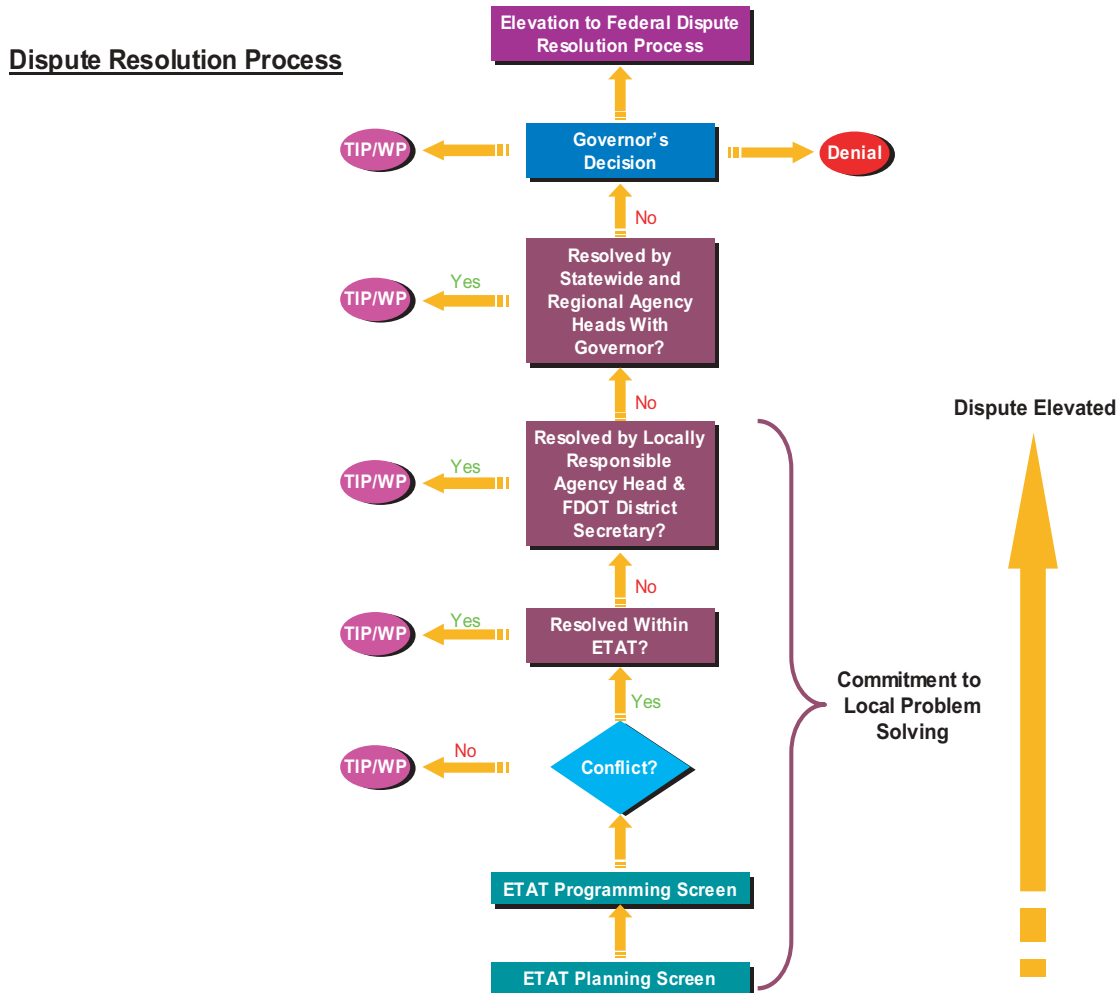 Elevation to Federal Dispute
Resolution Process
Dispute Resolution Process
TIP/WP
Governor's
Decision
Denial
No
Resolved by
Statewide and
Regional Agency
Heads With
Governor?
Yes
TIP/WP
No
Dispute Elevated
Resolved by Locally
Responsible
Agency Head &
FDOT District
Secretary?
Yes
TIP/WP
No
Resolved Within
ETAT?
Yes
TIP/WP
Commitment to
Local Problem
Solving
Yes
Conflict?
No
TIP/WP
ETAT Programming Screen
ETAT Planning Screen